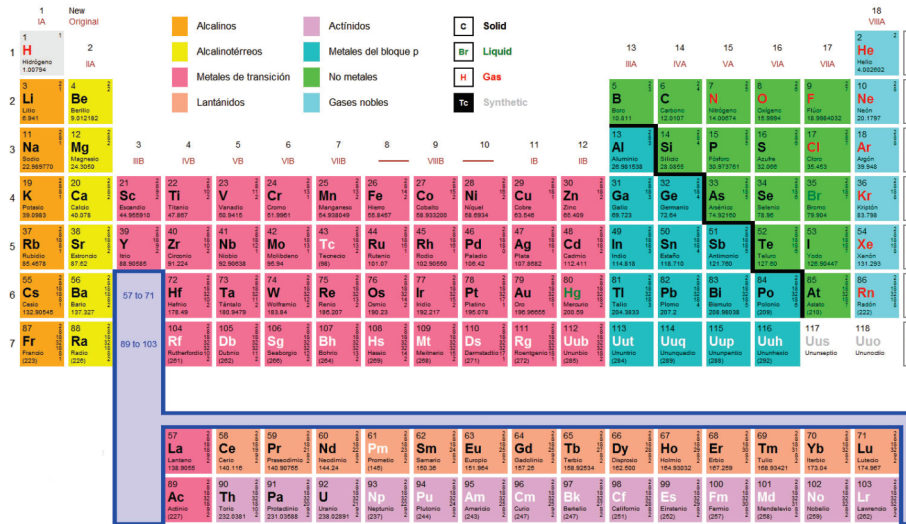 1
IA
New
Original
18
VIIIA
Alcalinos
Alcalinotérreos
Metales de transición
Lantánidos
Actínidos
Metales del bloque p
No metales
Gases nobles
C Solid
Br Liquid
H Gas
Tc Synthetic
2
IIA
3
IIIB
4
IVB
5
VB
6
VIB
7
VIIB
8
9
10
VIIIB
11
IB
12
IIB
13
IIIA
14
IVA
15
VA
16
VIA
17
VIIA
1
1
H
Hidrógeno
1.00794
2
He
Helio
4.002602
2
3
Li
Litio
6.941
4
Be
Berilio
9.012182
5
B
Boro
10.811
6
C
Carbono
12.0107
7
N
Nitrógeno
14.00674
8
O
Oxígeno
15.9994
9
F
Flúor
18.9984032
10
Ne
Neón
20.1797
3
11
Na
Sodio
22.989770
12
Mg
Magnesio
24.3050
13
Al
Aluminio
26.981538
14
Si
Silicio
28.0855
15
P
Fósforo
30.973761
16
S
Azufre
32.066
17
Cl
Cloro
35.453
18
Ar
Argón
39.948
4
19
K
Potasio
39.0983
20
Ca
Calcio
40.078
21
Sc
Escandio
44.955910
22
Ti
Titanio
47.867
23
V
Vanadio
50.9415
24
Cr
Cromo
51.9961
25
Mn
Manganeso
54.938049
26
Fe
Hierro
55.8457
27
Co
Cobalto
58.933200
28
Ni
Níquel
58.6934
29
Cu
Cobre
63.546
30
Zn
Zinc
65.409
31
Ga
Galio
69.723
32
Ge
Germanio
72.64
33
As
Arsénico
74.92160
34
Se
Selenio
78.96
35
Br
Bromo
79.904
36
Kr
Kriptón
83.798
5
37
Rb
Rubidio
85.4678
38
Sr
Estroncio
87.62
39
Y
Itrio
88.90585
40
Zr
Circonio
91.224
41
Nb
Niobio
92.90638
42
Mo
Molibdeno
95.94
43
Tc
Tecnecio
(98)
44
Ru
Rutenio
101.07
45
Rh
Rodio
102.90550
46
Pd
Paladio
106.42
47
Ag
Plata
107.8682
48
Cd
Cadmio
112.411
49
In
Indio
114.818
50
Sn
Estaño
118.710
51
Sb
Antimonio
121.760
52
Te
Teluro
127.60
53
I
Yodo
126.90447
54
Xe
Xenón
131.293
6
55
Cs
Cesio
132.90545
56
Ba
Bario
137.327
57 to 71
72
Hf
Hafnio
178.49
73
Ta
Tantalo
180.9479
74
W
Wolframio
183.84
75
Re
Renio
186.207
76
Os
Osmio
190.23
77
Ir
Iridio
192.217
78
Pt
Platino
195.078
79
Au
Oro
196.96655
80
Hg
Mercurio
200.59
81
Tl
Talio
204.3833
82
Pb
Plomo
207.2
83
Bi
Bismuto
208.98038
84
Po
Polonio
(209)
85
At
Astato
(210)
86
Rn
Radón
(222)
7
87
Fr
Francio
(223)
88
Ra
Radio
(226)
89 to 103
104
Rf
Rutherfordio
(261)
105
Db
Dubnio
(262)
106
Sg
Seaborgio
(266)
107
Bh
Bohrio
(264)
108
Hs
Hassio
(269)
109
Mt
Meitnerio
(268)
110
Ds
Darmstadtio
(271)
111
Rg
Roentgenio
(272)
112
Uub
Ununbio
(285)
113
Uut
Ununtrio
(284)
114
Uuq
Ununquadio
(289)
115
Uup
Ununpentio
(288)
116
Uuh
Ununhexio
(292)
117
Uus
Ununseptio
118
Uuo
Ununoctio
57
La
Lantano
138.9055
58
Ce
Cerio
140.116
59
Pr
Praseodimio
140.90765
60
Nd
Neodimio
144.24
61
Pm
Prometio
(145)
62
Sm
Samario
150.36
63
Eu
Europio
151.964
64
Gd
Gadolinio
157.25
65
Tb
Terbio
158.92534
66
Dy
Disprosio
162.500
67
Ho
Holmio
164.93032
68
Er
Erbio
167.259
69
Tm
Tulio
168.93421
70
Yb
Iterbio
173.04
71
Lu
Lutecio
174.967
89
Ac
Actinio
(227)
90
Th
Torio
232.0381
91
Pa
Protactinio
231.03588
92
U
Uranio
238.02891
93
Np
Neptunio
(237)
94
Pu
Plutonio
(244)
95
Am
Americio
(243)
96
Cm
Curio
(247)
97
Bk
Berkelio
(247)
98
Cf
Californio
(251)
99
Es
Einstenio
(252)
100
Fm
Fermio
(257)
101
Md
Mendelevio
(258)
102
No
Nobelio
(259)
103
Lr
Lawrencio
(262)